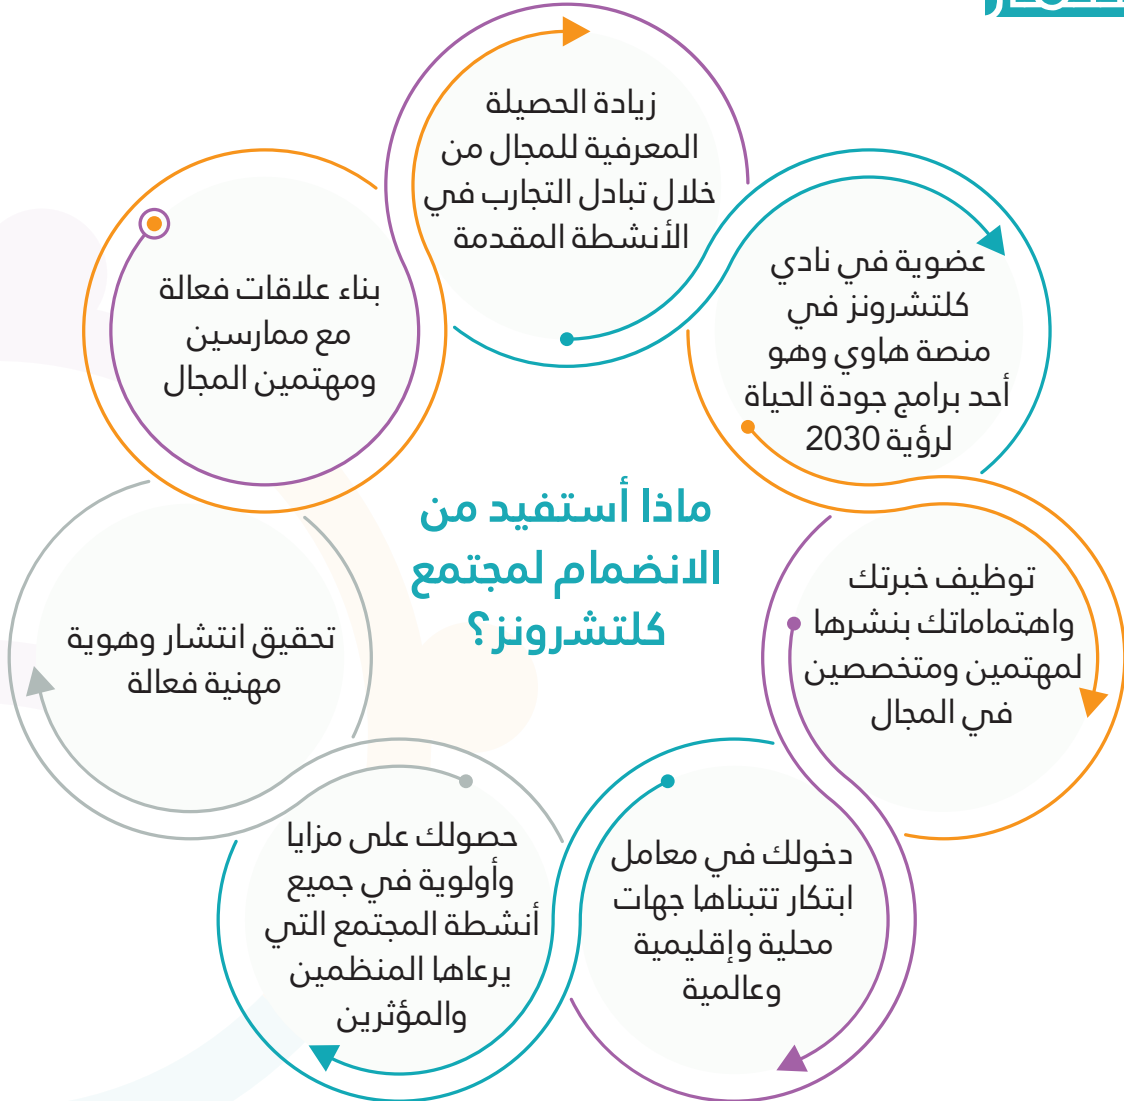 زيادة الحصيلة
المعرفية للمجال من
خلال تبادل التجارب في
الأنشطة المقدمة
عضوية في نادي
كلتشرونز في
منصة هاوي وهو
أحد برامج جودة الحياة
لرؤية 2030
توظيف خبرتك
واهتماماتك بنشرها
لمهتمين ومتخصصين
في المجال
دخولك في معامل
ابتكار تتبناها جهات
محلية وإقليمية
وعالمية
حصولك على مزايا
وأولوية في جميع
أنشطة المجتمع التي
يرعاها المنظمين
والمؤثرين
تحقيق انتشار وهوية
مهنية فعالة
بناء علاقات فعالة
مع ممارسين
ومهتمين المجال
ماذا أستفيد من
الانضمام لمجتمع
كلتشرونز؟